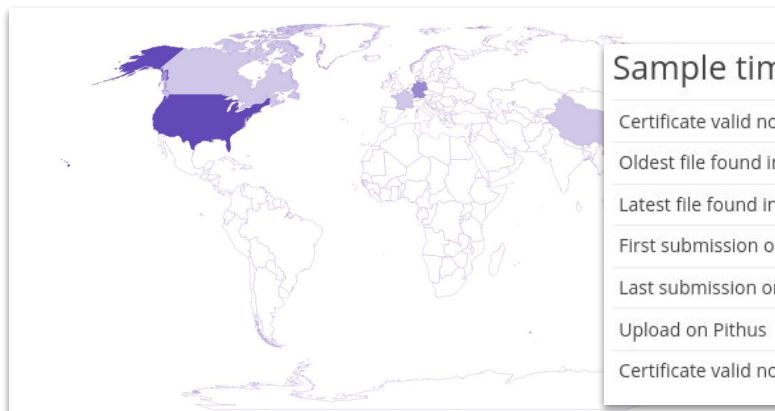 Sample tim
Certificate valid no
Oldest file found in
Latest file found in
First submission o
Last submission on
Upload on Pithus
Certificate valid no